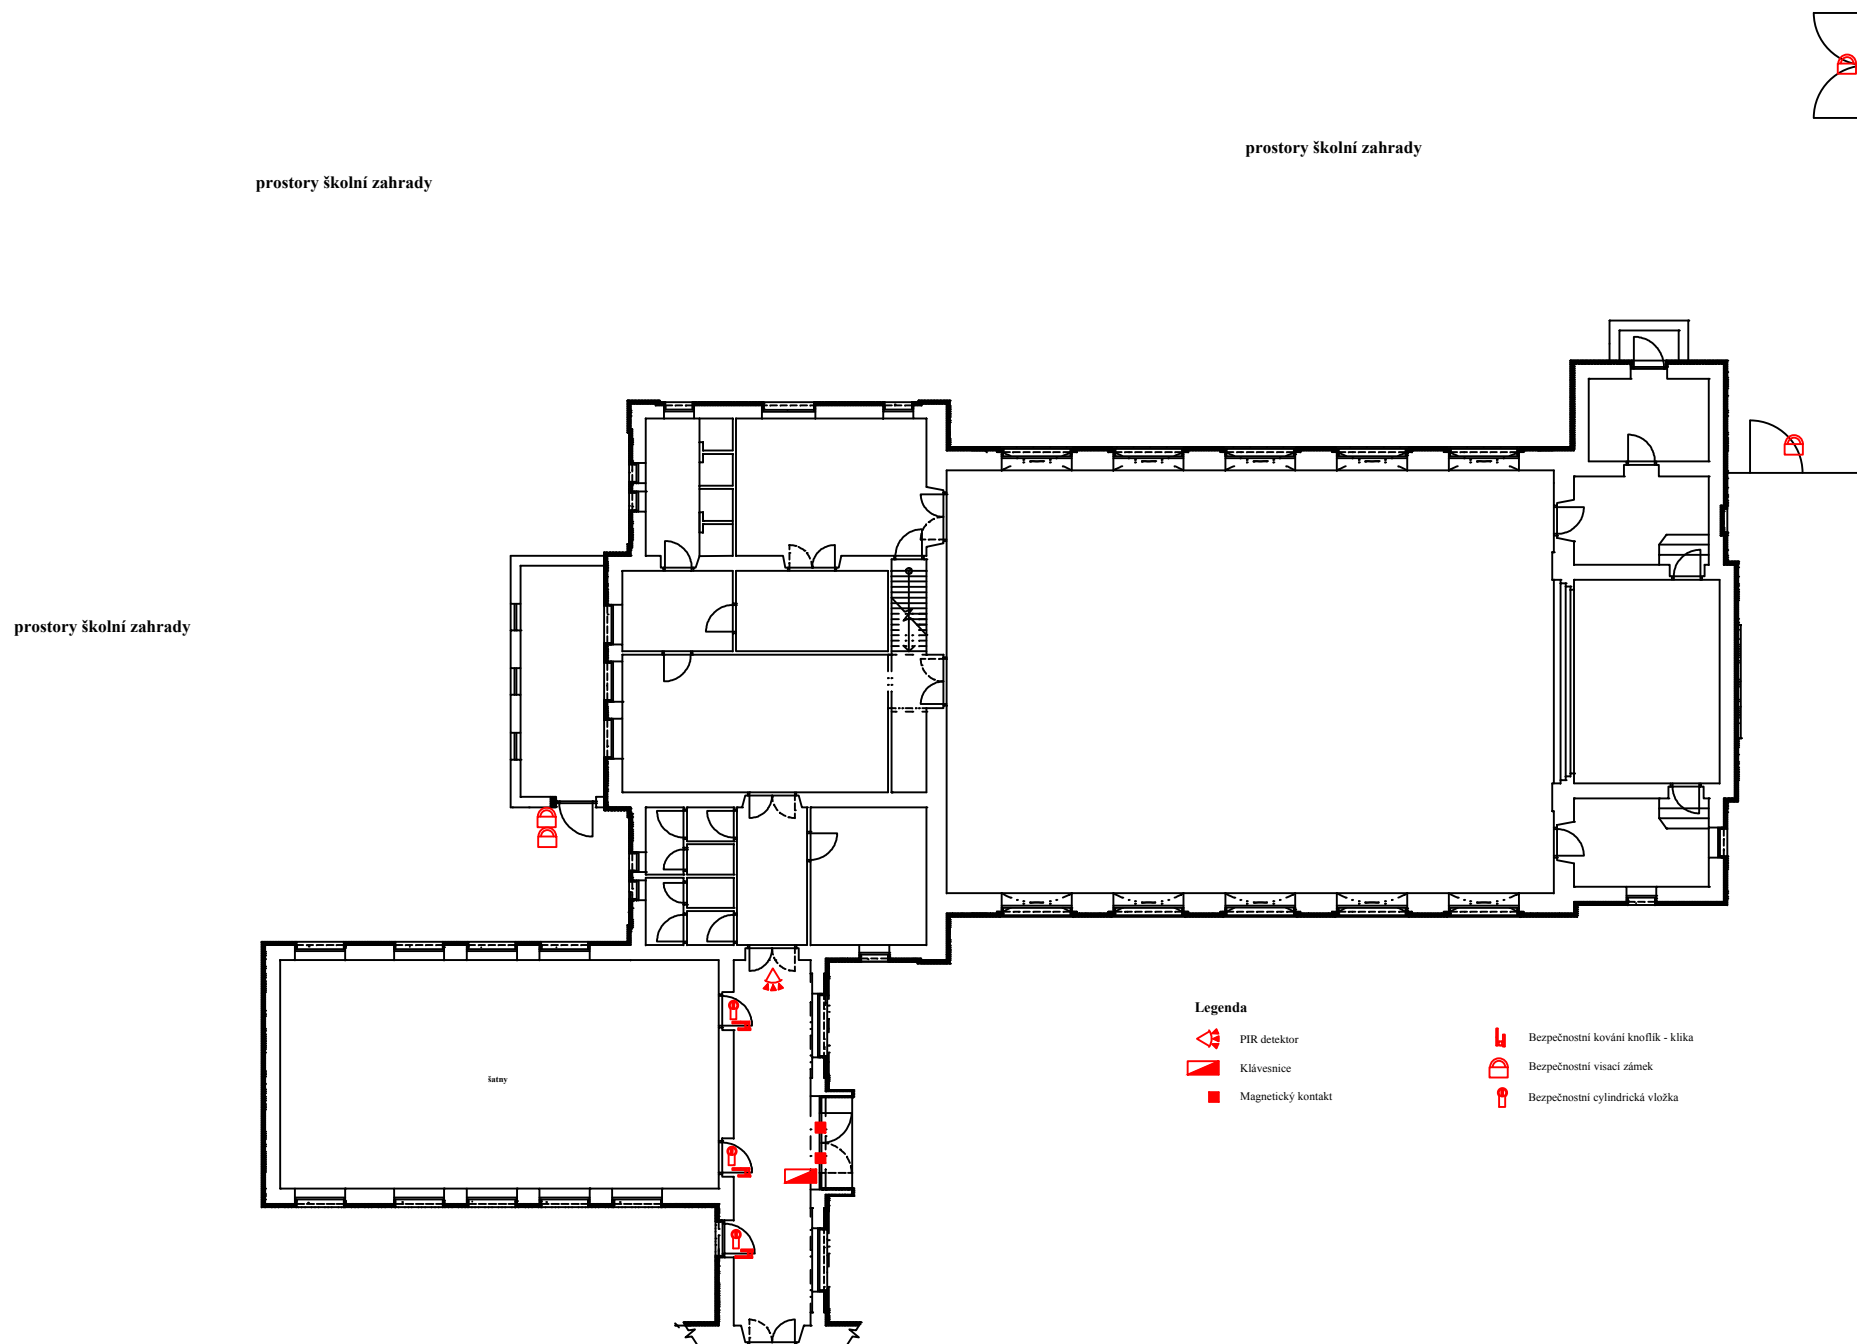 prostory školní zahrady
prostory školní zahrady
prostory školní zahrady
šatny
Legenda
PIR detektor
Klávesnice
Magnetický kontakt
Bezpečnostní kování knoflík - klika
Bezpečnostní visací zámek
Bezpečnostní cylindrická vložka